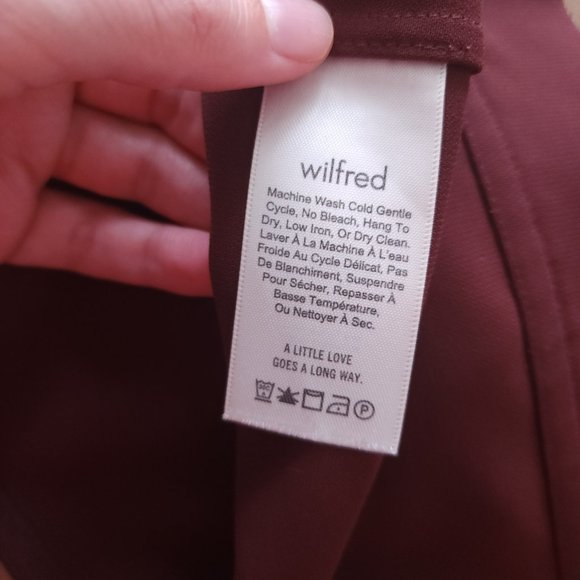 wilfred
Machine Wash Cold Gentle
Cycle, No Bleach, Hang To
Dry, Low Iron, Or Dry Clean.
Laver À La Machine À L'eau
Froide Au Cycle Délicat, Pas
De Blanchiment, Suspendre
Pour Sécher, Repasser À
Basse Température,
Ou Nettoyer À Sec.
A LITTLE LOVE
GOES A LONG WAY.
P